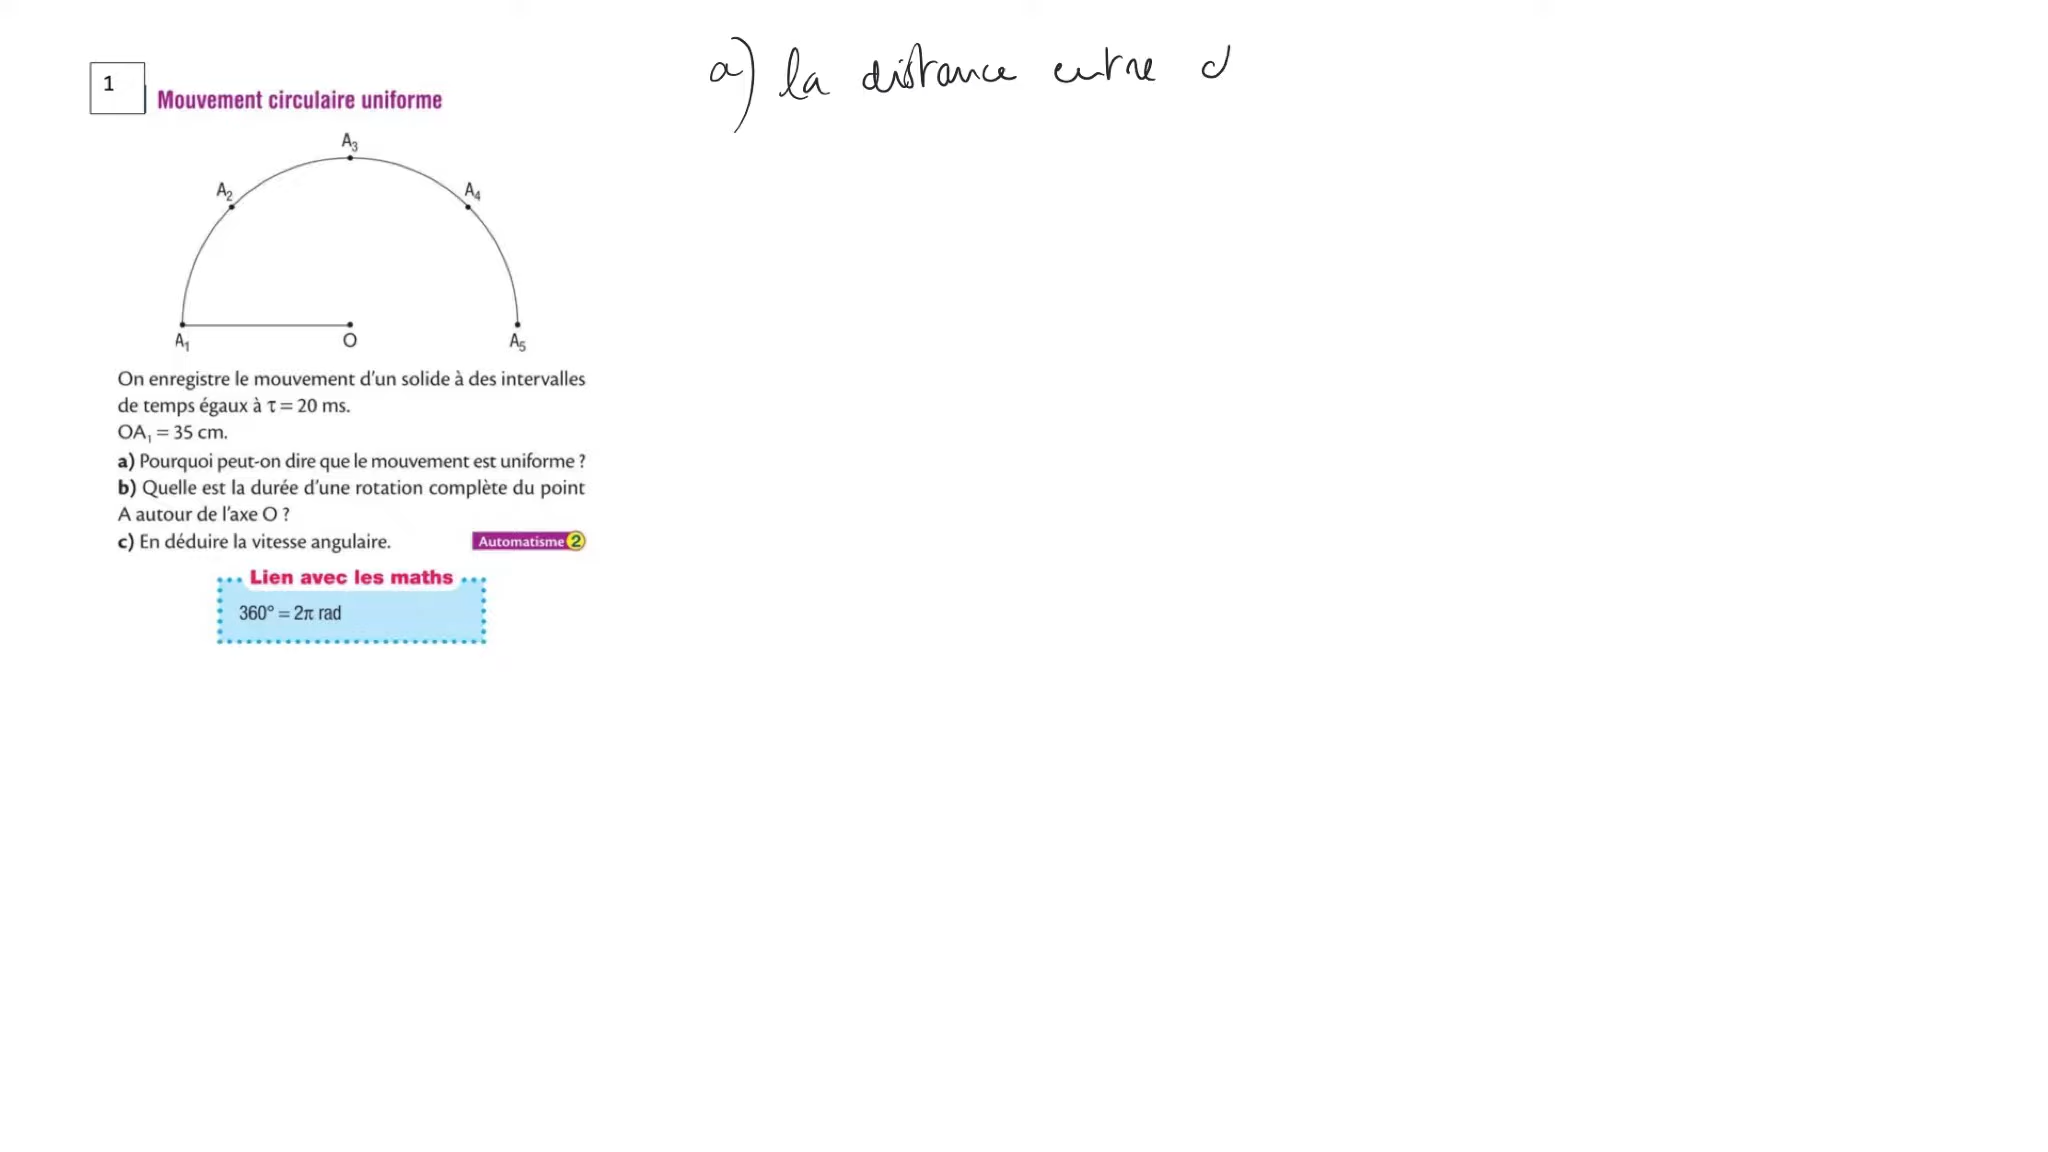 1
Mouvement circulaire uniforme
a) la distance entre d
A3
A2
A4
A1
O
A5
On enregistre le mouvement d'un solide à des intervalles
de temps égaux à τ = 20 ms.
OA1 = 35 cm.
a) Pourquoi peut-on dire que le mouvement est uniforme ?
b) Quelle est la durée d'une rotation complète du point
A autour de l'axe O ?
c) En déduire la vitesse angulaire.
Automatisme 2
Lien avec les maths
360° = 2π rad